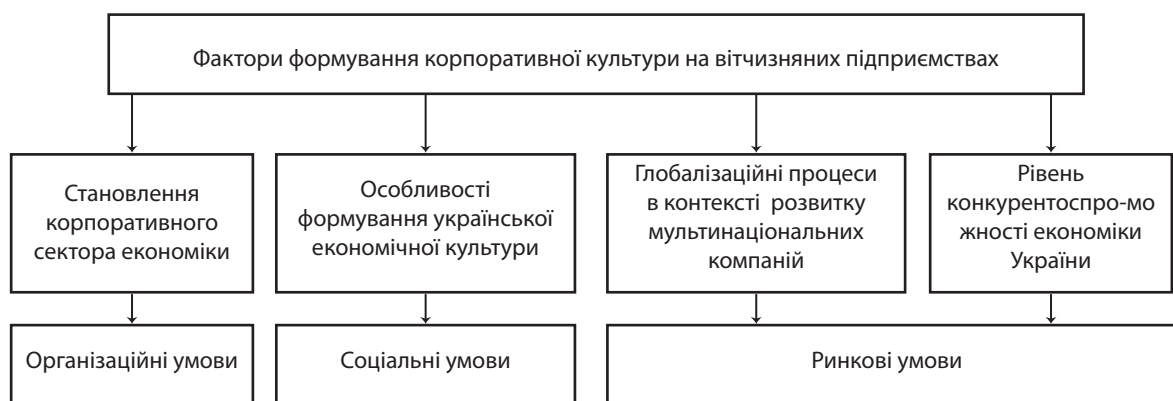 Фактори формування корпоративної культури на вітчизняних підприємствах
Становлення
корпоративного
сектора економіки
Особливості
формування української
економічної культури
Глобалізаційні процеси
в контексті розвитку
мультинаціональних
компаній
Рівень
конкурентоспро-мо
жності економіки
України
Організаційні умови
Соціальні умови
Ринкові умови